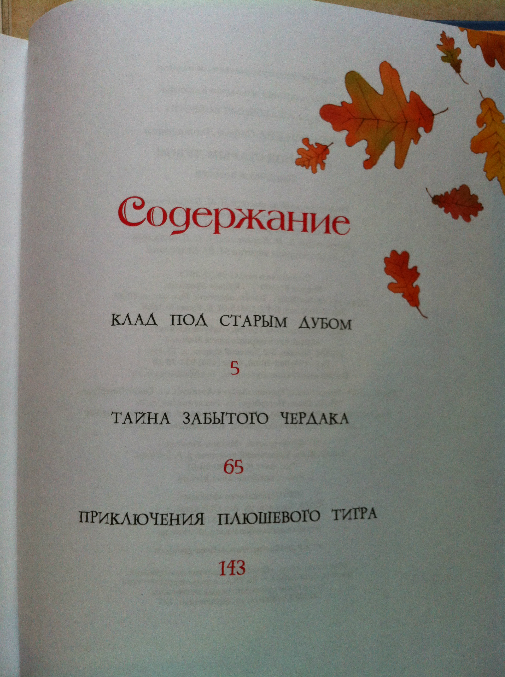 Содержание
КЛАД ПОД СТАРЫМ ДУБОМ
5
ТАЙНА ЗАБЫТОГО ЧЕРДАКА
65
ПРИКЛЮЧЕНИЯ ПЛЮШЕВОГО ТИГРА
143